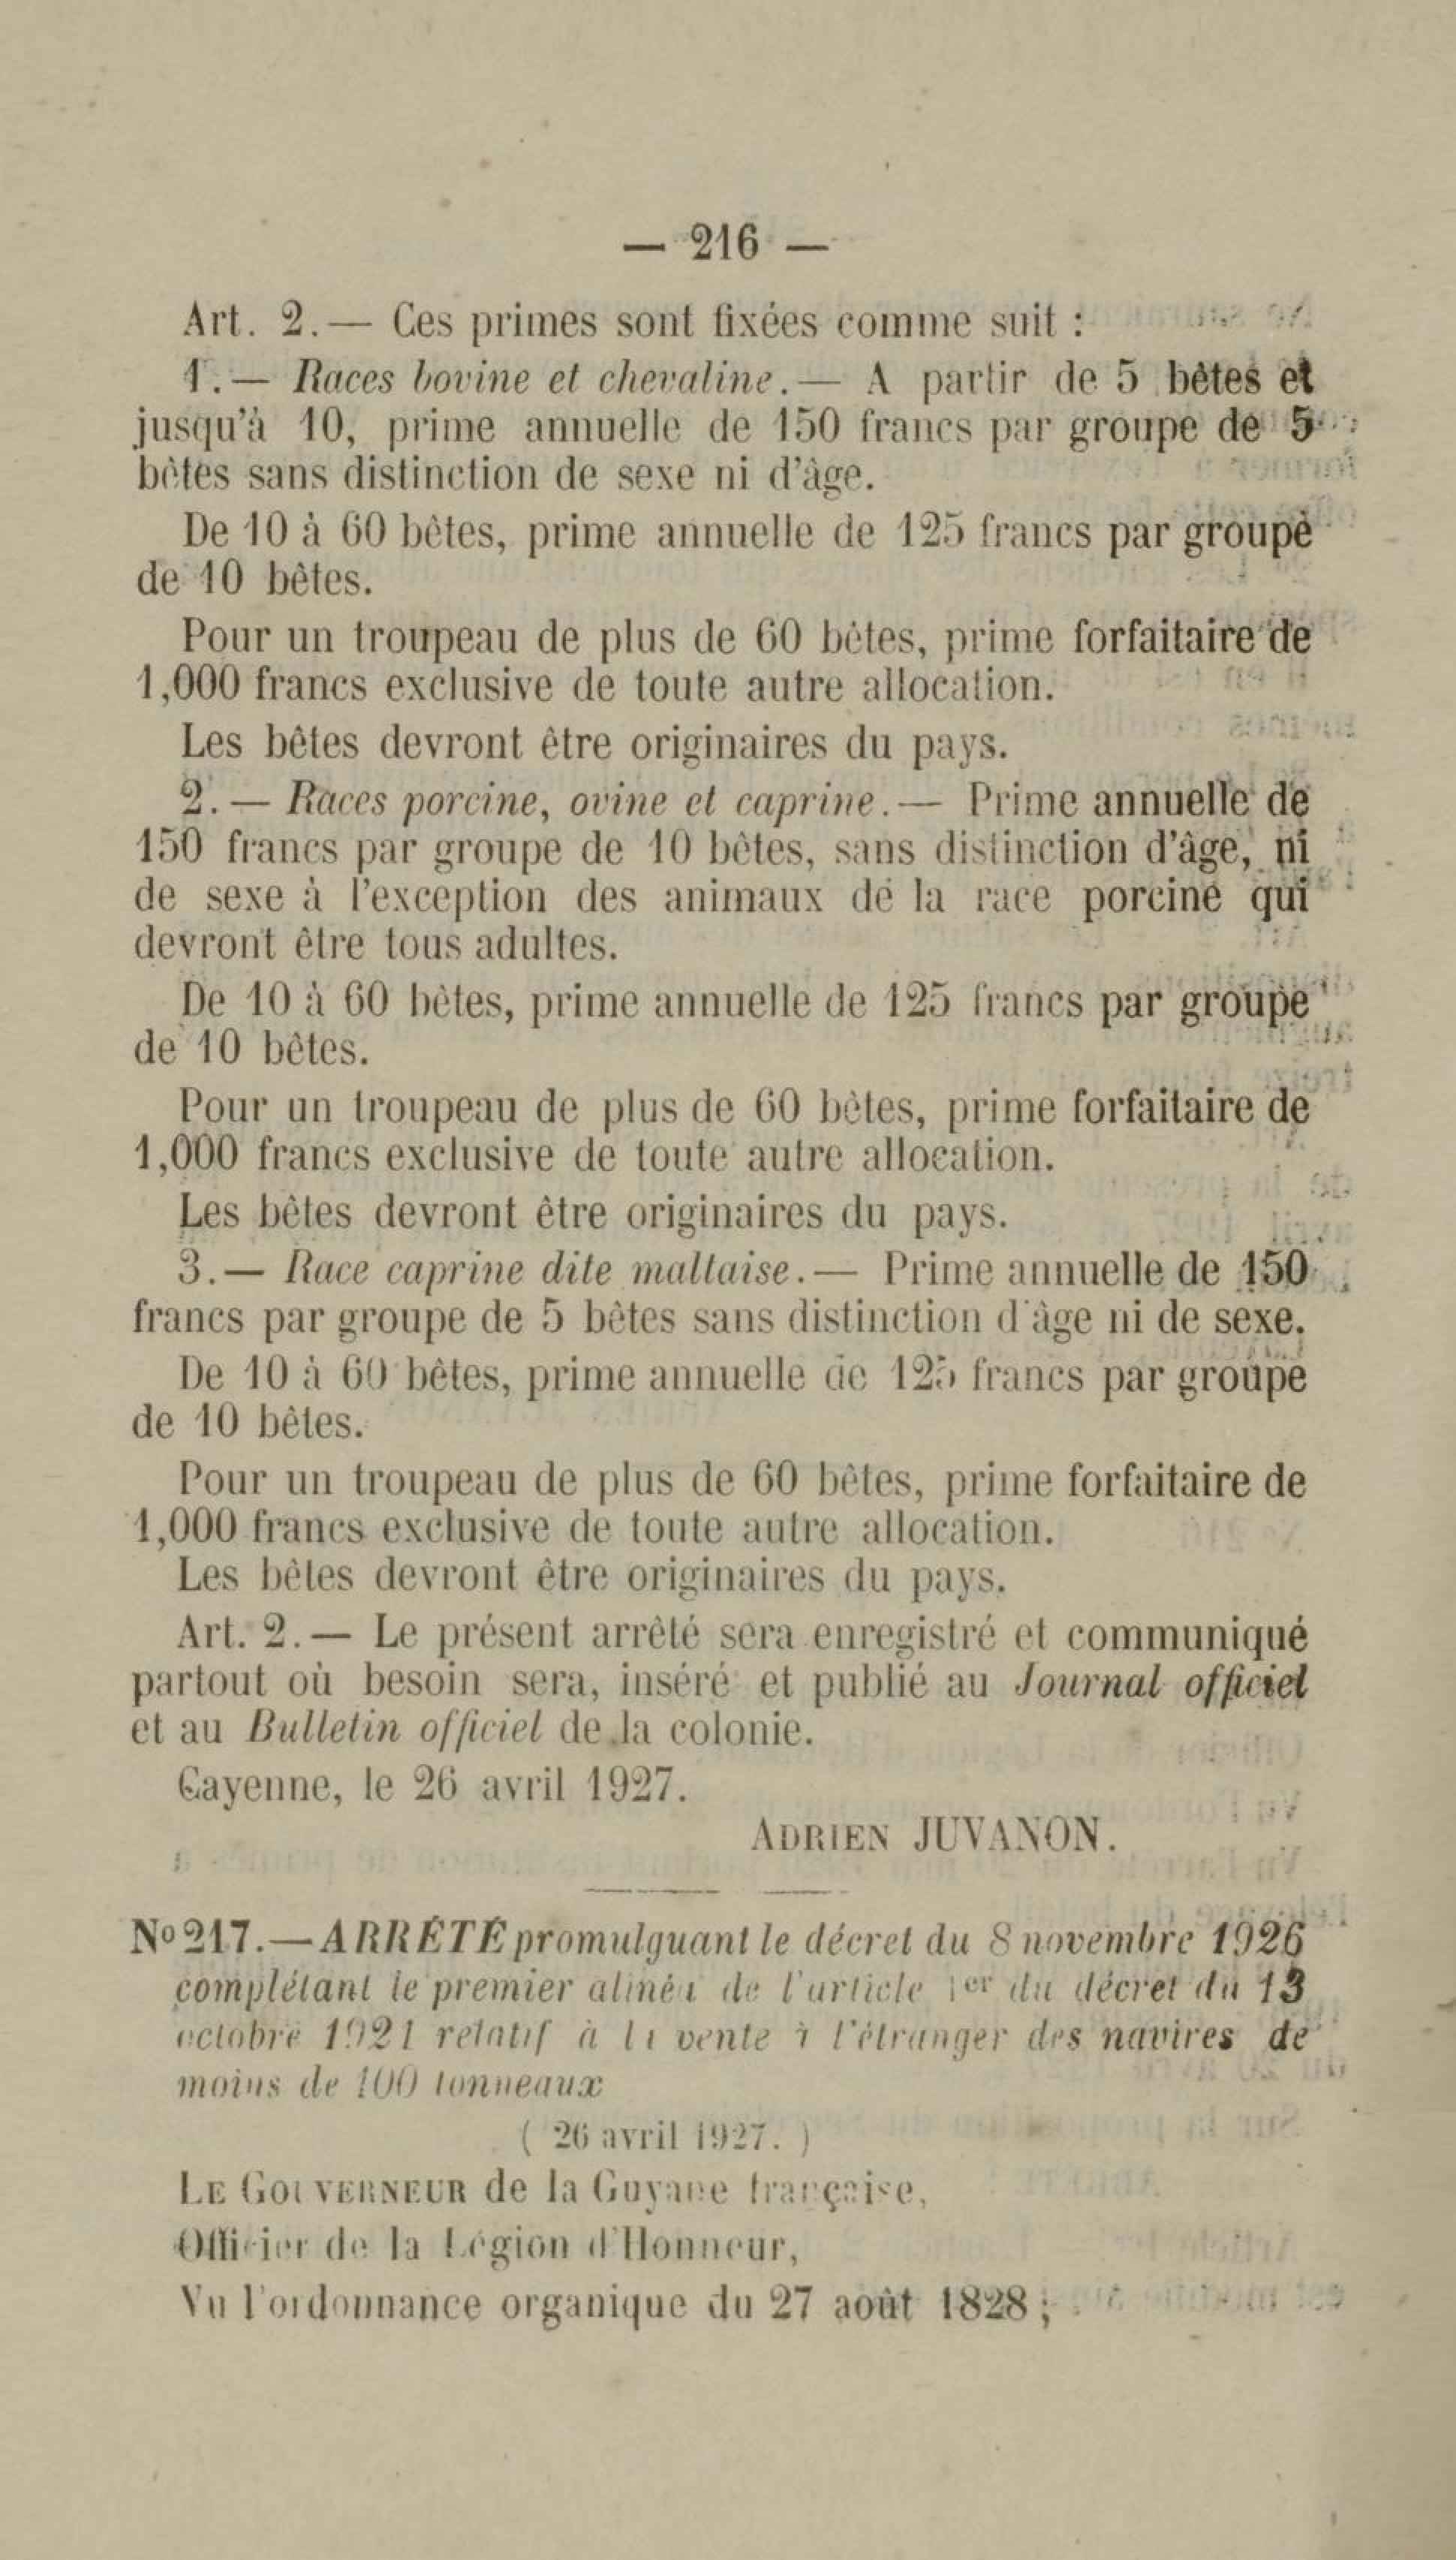 — 216 —
Art. 2.— Ces primes sont fixées comme suit :
1.— Races bovine et chevaline.— A partir de 5 bêtes et
jusqu'à 10, prime annuelle de 150 francs par groupe de 5
bêtes sans distinction de sexe ni d'âge.
De 10 à 60 bêtes, prime annuelle de 125 francs par groupe
de 10 bêtes.
Pour un troupeau de plus de 60 bêtes, prime forfaitaire de
1,000 francs exclusive de toute autre allocation.
Les bêtes devront être originaires du pays.
2.— Races porcine, ovine et caprine.— Prime annuelle de
150 francs par groupe de 10 bêtes, sans distinction d'âge, ni
de sexe à l'exception des animaux de la race porcine qui
devront être tous adultes.
De 10 à 60 bêtes, prime annuelle de 125 francs par groupe
de 10 bêtes.
Pour un troupeau de plus de 60 bêtes, prime forfaitaire de
1,000 francs exclusive de toute autre allocation.
Les bêtes devront être originaires du pays.
3.— Race caprine dite maltaise.— Prime annuelle de 150
francs par groupe de 5 bêtes sans distinction d'âge ni de sexe.
De 10 à 60 bêtes, prime annuelle de 125 francs par groupe
de 10 bêtes.
Pour un troupeau de plus de 60 bêtes, prime forfaitaire de
1,000 francs exclusive de toute autre allocation.
Les bêtes devront être originaires du pays.
Art. 2.— Le présent arrêté sera enregistré et communiqué
partout où besoin sera, inséré et publié au Journal officiel
et au Bulletin officiel de la colonie.
Cayenne, le 26 avril 1927.
ADRIEN JUVANON.
No 217.—ARRÊTÉ promulguant le décret du 8 novembre 1926
complétant le premier alinéa de l'article 1er du décret du 13
octobre 1921 relatif à la vente à l'étranger des navires de
moins de 100 tonneaux
( 26 avril 1927. )
LE GOUVERNEUR de la Guyane française,
Officier de la Légion d'Honneur,
Vu l'ordonnance organique du 27 août 1828 ;